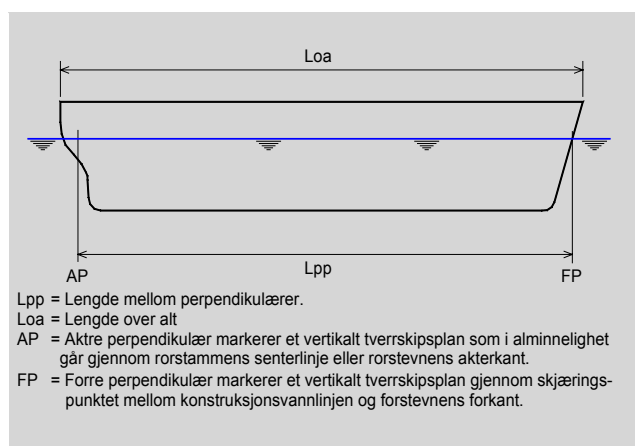 Loa
Lpp
AP
FP
Lpp = Lengde mellom perpendikulærer.
Loa = Lengde over alt
AP = Aktre perpendikulær markerer et vertikalt tverrskipsplan som i alminnelighet
går gjennom rorstammens senterlinje eller rorstevnens akterkant.
FP = Forre perpendikulær markerer et vertikalt tverrskipsplan gjennom skjærings-
punktet mellom konstruksjonsvannlinjen og forstevnens forkant.